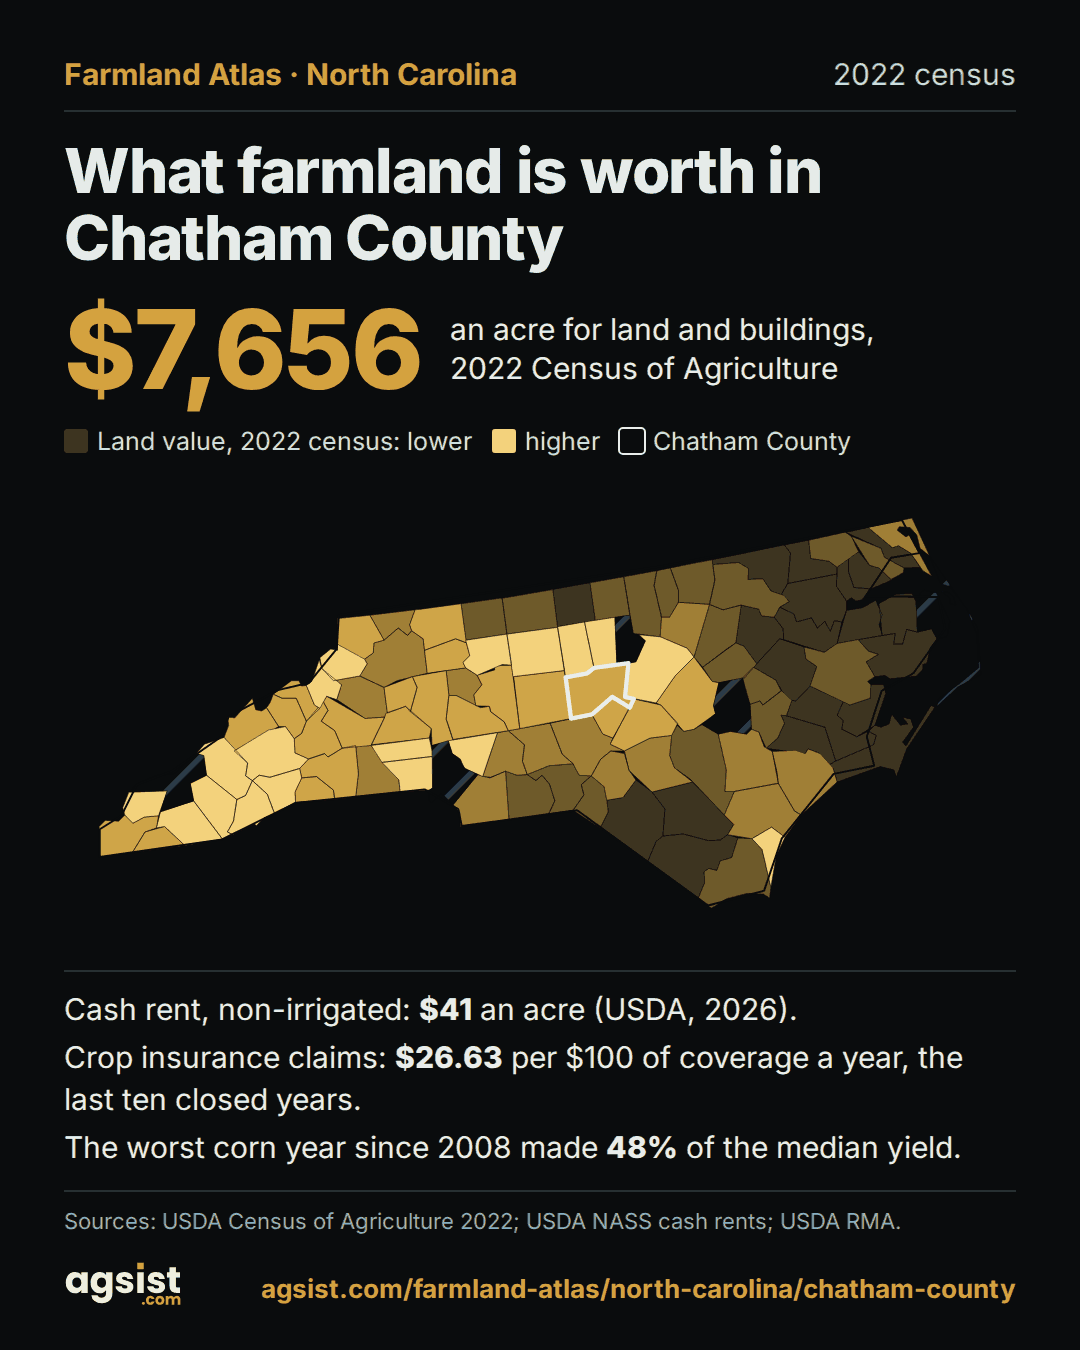 Farmland Atlas · North Carolina
2022 census
What farmland is worth in
Chatham County
$7,656
an acre for land and buildings,
2022 Census of Agriculture
Land value, 2022 census: lower
higher
Chatham County
Cash rent, non-irrigated: $41 an acre (USDA, 2026).
Crop insurance claims: $26.63 per $100 of coverage a year, the
last ten closed years.
The worst corn year since 2008 made 48% of the median yield.
Sources: USDA Census of Agriculture 2022; USDA NASS cash rents; USDA RMA.
agsist
.com
agsist.com/farmland-atlas/north-carolina/chatham-county